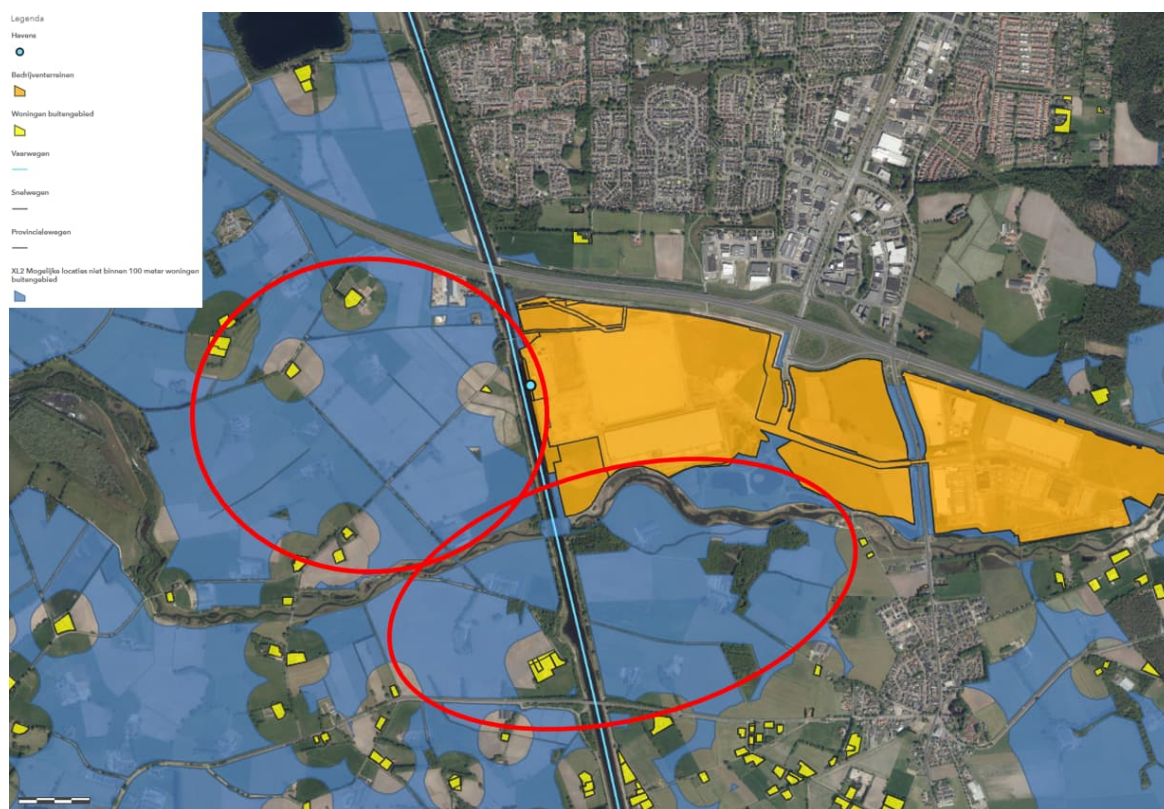 Legenda
Havens
Bedrijventerreinen
Woningen buitengebied
Vaarwegen
Snelwegen
Provincialewegen
XL2 Mogelijke locaties niet binnen 100 meter woningen
buitengebied